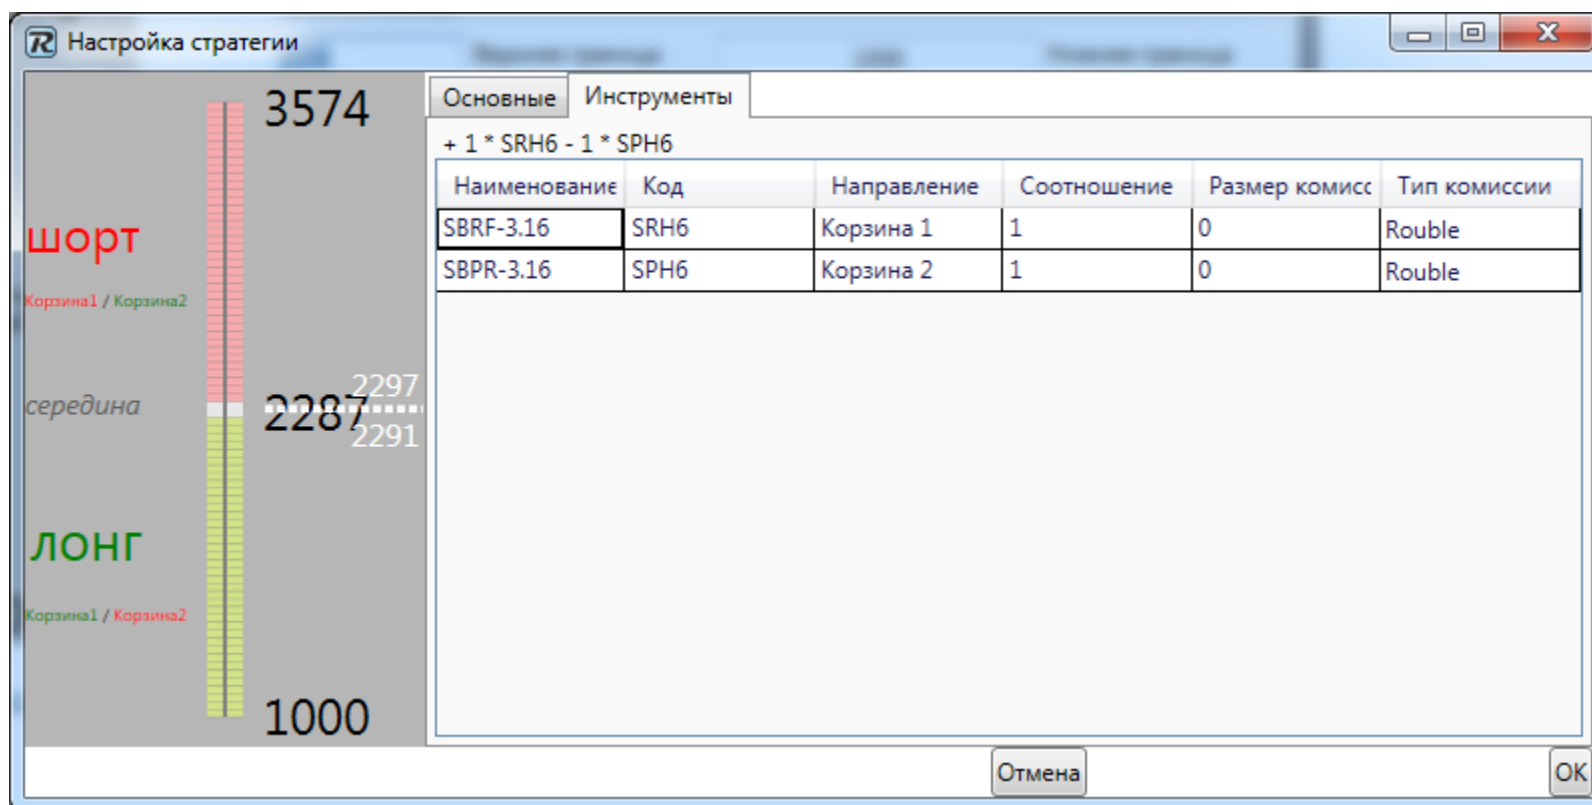 Настройка стратегии
3574
шорт
Корзина1 / Корзина2
середина
2287
2297
2291
лонг
Корзина1 / Корзина2
1000
Основные Инструменты
+ 1 * SRH6 - 1 * SPH6
Наименование Код Направление Соотношение Размер комисс Тип комиссии
SBRF-3.16 SRH6 Корзина 1 1 0 Rouble
SBPR-3.16 SPH6 Корзина 2 1 0 Rouble
Отмена OK